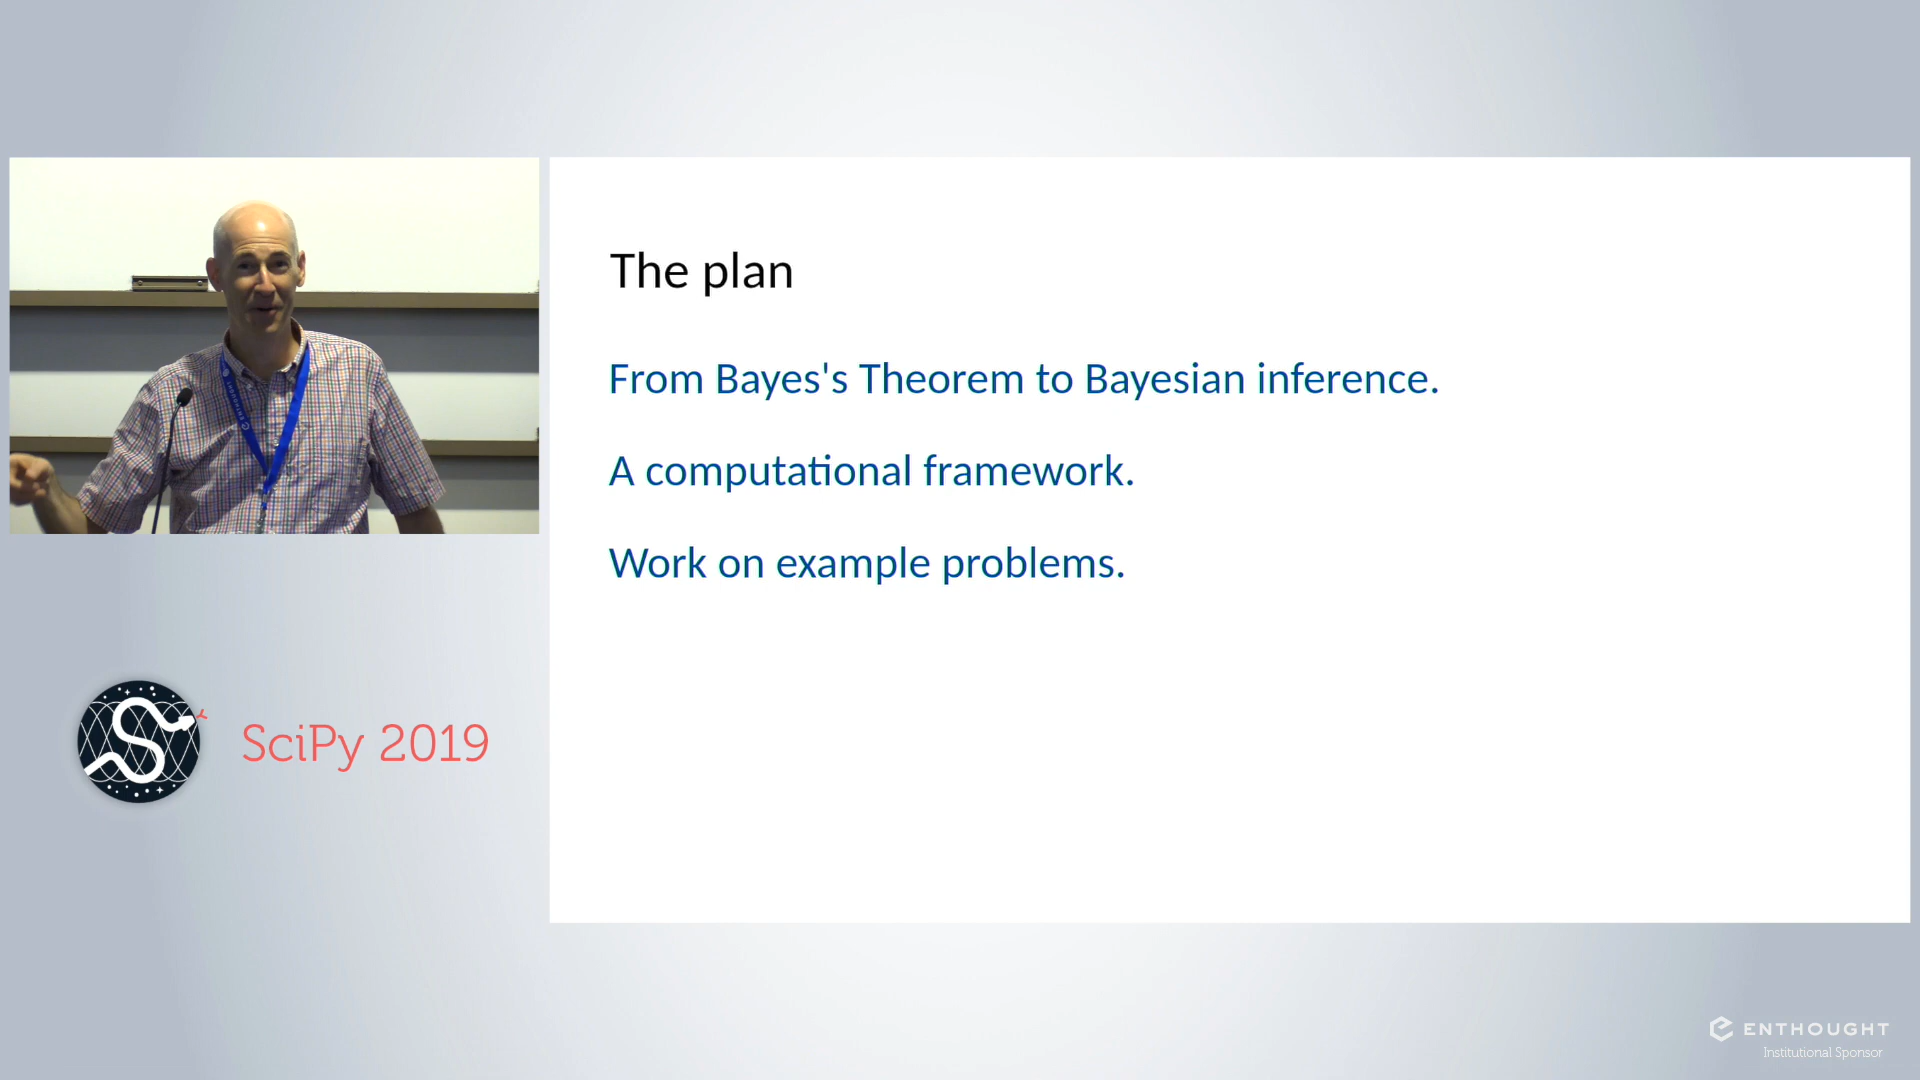 The plan
From Bayes's Theorem to Bayesian inference.
A computational framework.
Work on example problems.
SciPy 2019
ENTHOUGHT
Institutional Sponsor